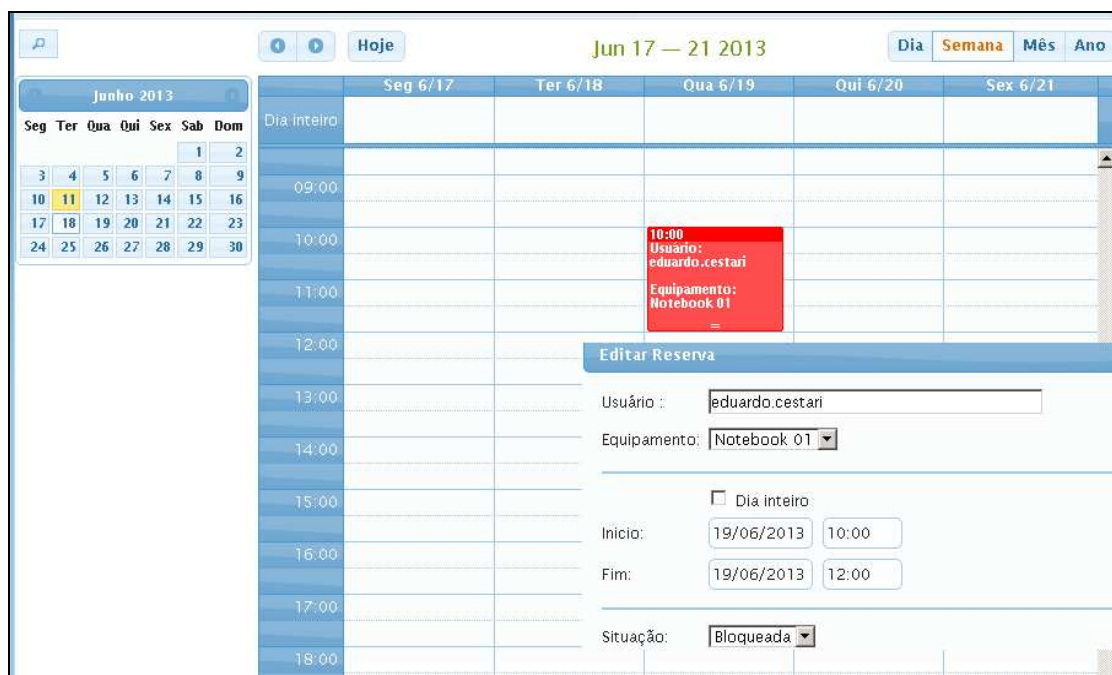 Hoje
Jun 17 — 21 2013
Dia Semana Mês Ano
Junho 2013
Seg Ter Qua Qui Sex Sab Dom
1 2
3 4 5 6 7 8 9
10 11 12 13 14 15 16
17 18 19 20 21 22 23
24 25 26 27 28 29 30
Seg 6/17 Ter 6/18 Qua 6/19 Qui 6/20 Sex 6/21
Dia inteiro
09:00
10:00
11:00
12:00
13:00
14:00
15:00
16:00
17:00
18:00
10:00
Usuário:
eduardo.cestari
Equipamento:
Notebook 01
Editar Reserva
Usuário : eduardo.cestari
Equipamento: Notebook 01
Dia inteiro
Inicio: 19/06/2013 10:00
Fim: 19/06/2013 12:00
Situação: Bloqueada